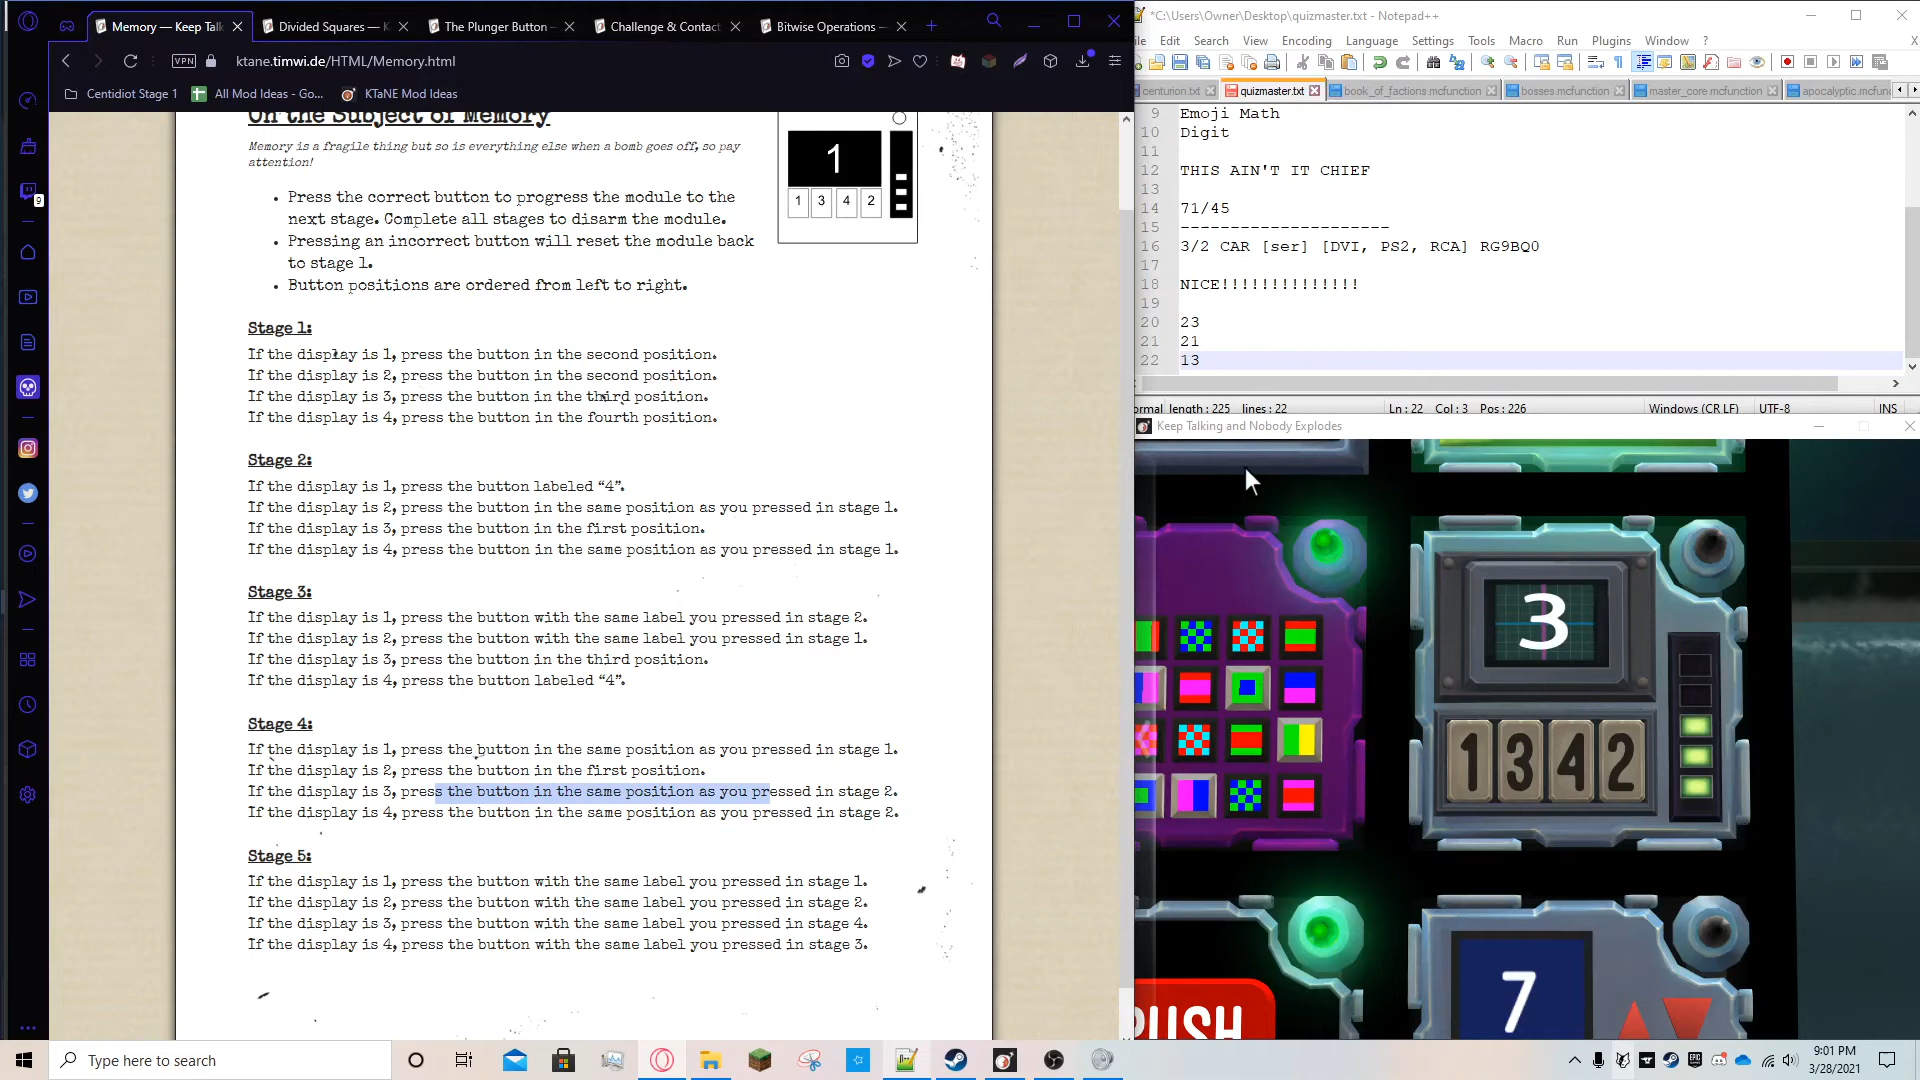 Memory — Keep Talk
Divided Squares — K
The Plunger Button —
Challenge & Contact
Bitwise Operations —
VPN
ktane.timwi.de/HTML/Memory.html
Centidiot Stage 1
All Mod Ideas - Go...
KTaNE Mod Ideas
9
On the Subject of Memory
Memory is a fragile thing but so is everything else when a bomb goes off, so pay
attention!
• Press the correct button to progress the module to the
next stage. Complete all stages to disarm the module.
• Pressing an incorrect button will reset the module back
to stage 1.
• Button positions are ordered from left to right.
1
1 3 4 2
Stage 1:
If the display is 1, press the button in the second position.
If the display is 2, press the button in the second position.
If the display is 3, press the button in the third position.
If the display is 4, press the button in the fourth position.
Stage 2:
If the display is 1, press the button labeled “4”.
If the display is 2, press the button in the same position as you pressed in stage 1.
If the display is 3, press the button in the first position.
If the display is 4, press the button in the same position as you pressed in stage 1.
Stage 3:
If the display is 1, press the button with the same label you pressed in stage 2.
If the display is 2, press the button with the same label you pressed in stage 1.
If the display is 3, press the button in the third position.
If the display is 4, press the button labeled “4”.
Stage 4:
If the display is 1, press the button in the same position as you pressed in stage 1.
If the display is 2, press the button in the first position.
If the display is 3, press the button in the same position as you pressed in stage 2.
If the display is 4, press the button in the same position as you pressed in stage 2.
Stage 5:
If the display is 1, press the button with the same label you pressed in stage 1.
If the display is 2, press the button with the same label you pressed in stage 2.
If the display is 3, press the button with the same label you pressed in stage 4.
If the display is 4, press the button with the same label you pressed in stage 3.
*C:\Users\Owner\Desktop\quizmaster.txt - Notepad++
ile Edit Search View Encoding Language Settings Tools Macro Run Plugins Window ? X
centurion.txt
quizmaster.txt
book_of_factions.mcfunction
bosses.mcfunction
master_core.mcfunction
apocalyptic.mcfun
9 Emoji Math
10 Digit
11
12 THIS AIN'T IT CHIEF
13
14 71/45
15 ---------------------
16 3/2 CAR [ser] [DVI, PS2, RCA] RG9BQ0
17
18 NICE!!!!!!!!!!!!!!
19
20 23
21 21
22 13
ormal length : 225 lines : 22 Ln : 22 Col : 3 Pos : 226 Windows (CR LF) UTF-8 INS
Keep Talking and Nobody Explodes
3
1 3 4 2
7
PUSH
Type here to search
9:01 PM
3/28/2021